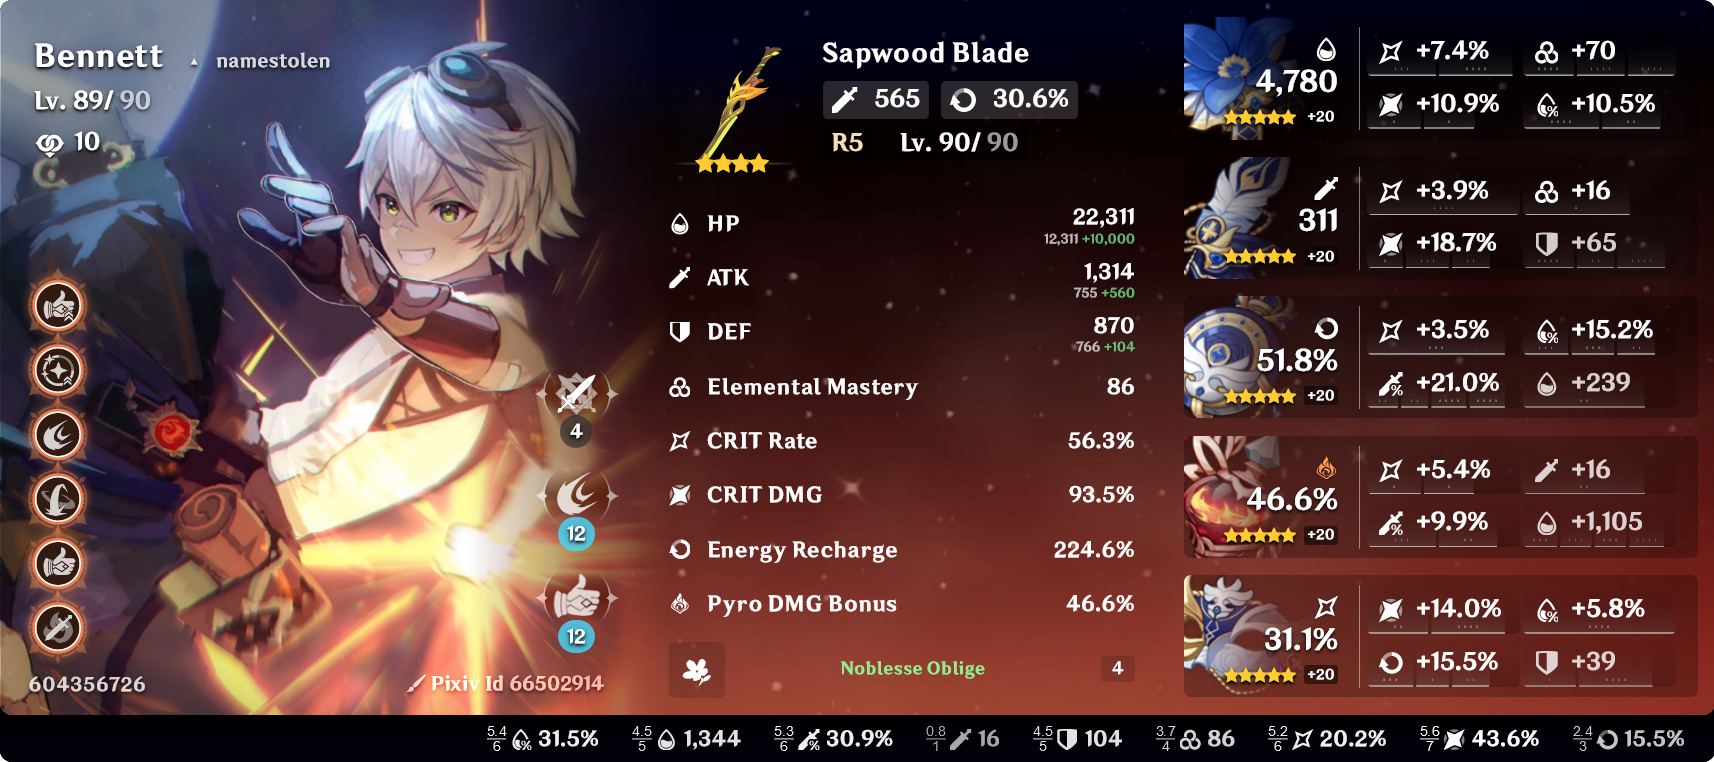 Bennett namestolen
Lv. 89/ 90
10
4
12
12
604356726
Pixiv Id 66502914
Sapwood Blade
565 30.6%
R5 Lv. 90/ 90
HP 22,311
12,311 +10,000
ATK 1,314
755 +560
DEF 870
766 +104
Elemental Mastery 86
CRIT Rate 56.3%
CRIT DMG 93.5%
Energy Recharge 224.6%
Pyro DMG Bonus 46.6%
Noblesse Oblige 4
4,780
+20
+7.4% +70
+10.9% +10.5%
311
+20
+3.9% +16
+18.7% +65
51.8%
+20
+3.5% +15.2%
+21.0% +239
46.6%
+20
+5.4% +16
+9.9% +1,105
31.1%
+20
+14.0% +5.8%
+15.5% +39
5.4/6 31.5% 4.5/5 1,344 5.3/6 30.9% 0.8/1 16 4.5/5 104 3.7/4 86 5.2/6 20.2% 5.6/7 43.6% 2.4/3 15.5%